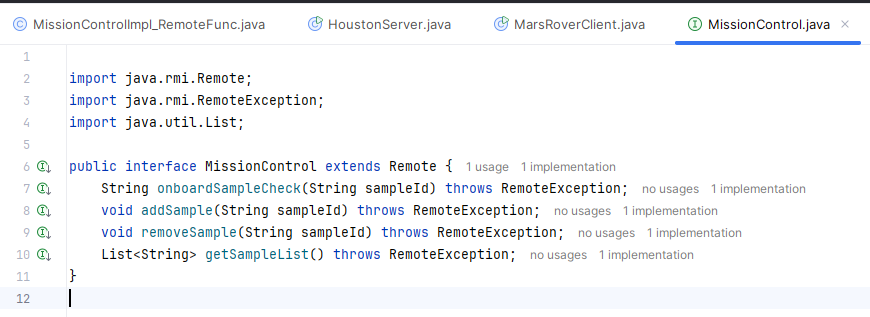 MissionControlImpl_RemoteFunc.java HoustonServer.java MarsRoverClient.java MissionControl.java
1
2 import java.rmi.Remote;
3 import java.rmi.RemoteException;
4 import java.util.List;
5
6 public interface MissionControl extends Remote { 1 usage 1 implementation
7 String onboardSampleCheck(String sampleId) throws RemoteException; no usages 1 implementation
8 void addSample(String sampleId) throws RemoteException; no usages 1 implementation
9 void removeSample(String sampleId) throws RemoteException; no usages 1 implementation
10 List<String> getSampleList() throws RemoteException; no usages 1 implementation
11 }
12